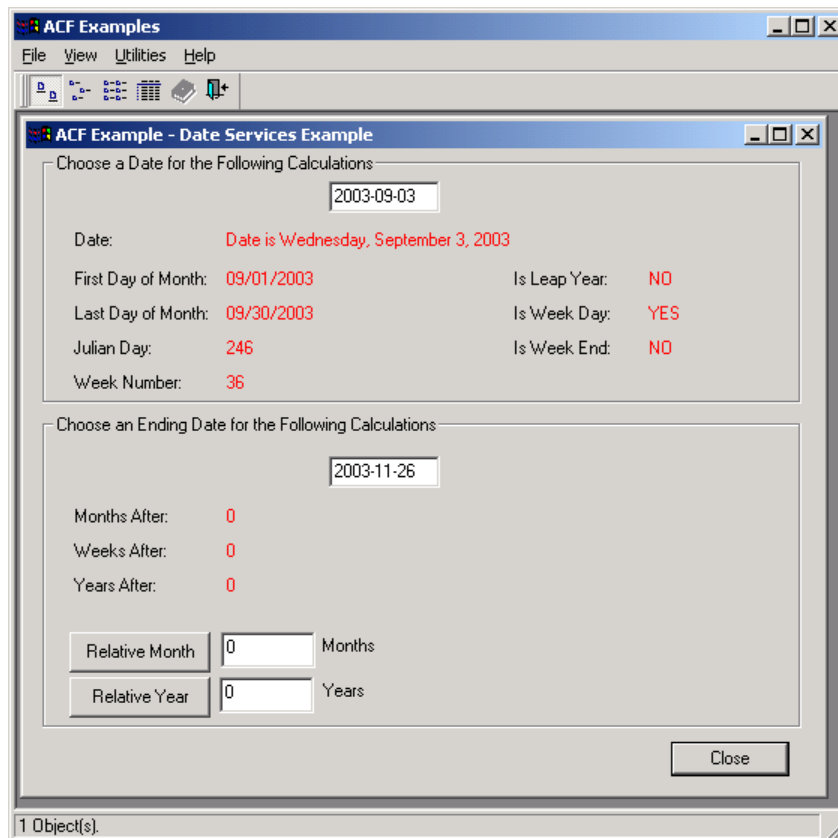 ACF Examples
File View Utilities Help
ACF Example - Date Services Example
Choose a Date for the Following Calculations
2003-09-03
Date: Date is Wednesday, September 3, 2003
First Day of Month: 09/01/2003 Is Leap Year: NO
Last Day of Month: 09/30/2003 Is Week Day: YES
Julian Day: 246 Is Week End: NO
Week Number: 36
Choose an Ending Date for the Following Calculations
2003-11-26
Months After: 0
Weeks After: 0
Years After: 0
Relative Month 0 Months
Relative Year 0 Years
Close
1 Object(s).